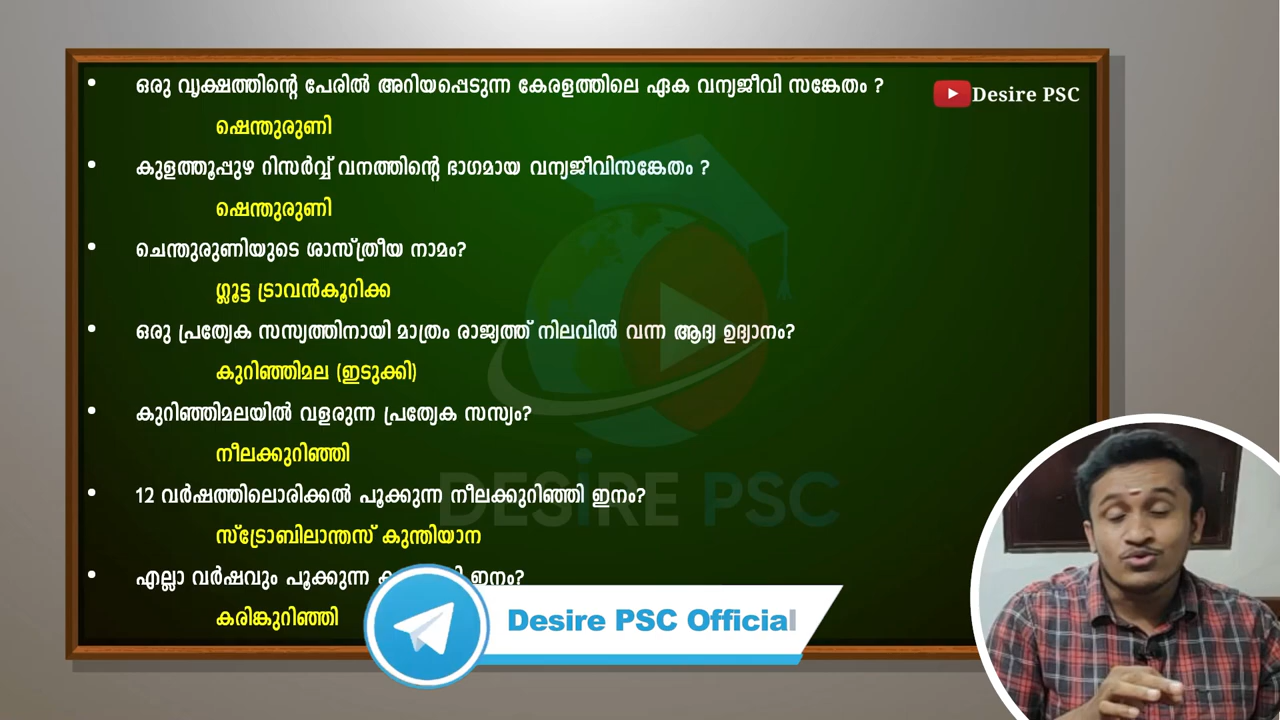 • ഒരു വൃക്ഷത്തിന്റെ പേരിൽ അറിയപ്പെടുന്ന കേരളത്തിലെ ഏക വന്യജീവി സങ്കേതം ?
Desire PSC
ഷെന്തുരുണി
• കുളത്തൂപ്പുഴ റിസർവ്വ് വനത്തിന്റെ ഭാഗമായ വന്യജീവിസങ്കേതം ?
ഷെന്തുരുണി
• ചെന്തുരുണിയുടെ ശാസ്ത്രീയ നാമം?
ഗ്ലൂട്ട ട്രാവൻകൂറിക്ക
• ഒരു പ്രത്യേക സസ്യത്തിനായി മാത്രം രാജ്യത്ത് നിലവിൽ വന്ന ആദ്യ ഉദ്യാനം?
കുറിഞ്ഞിമല (ഇടുക്കി)
• കുറിഞ്ഞിമലയിൽ വളരുന്ന പ്രത്യേക സസ്യം?
നീലക്കുറിഞ്ഞി
• 12 വർഷത്തിലൊരിക്കൽ പൂക്കുന്ന നീലക്കുറിഞ്ഞി ഇനം?
DESiRE PSC
സ്ട്രോബിലാന്തസ് കുന്തിയാന
• എല്ലാ വർഷവും പൂക്കുന്ന ഇനം?
കരിങ്കുറിഞ്ഞി
Desire PSC Official